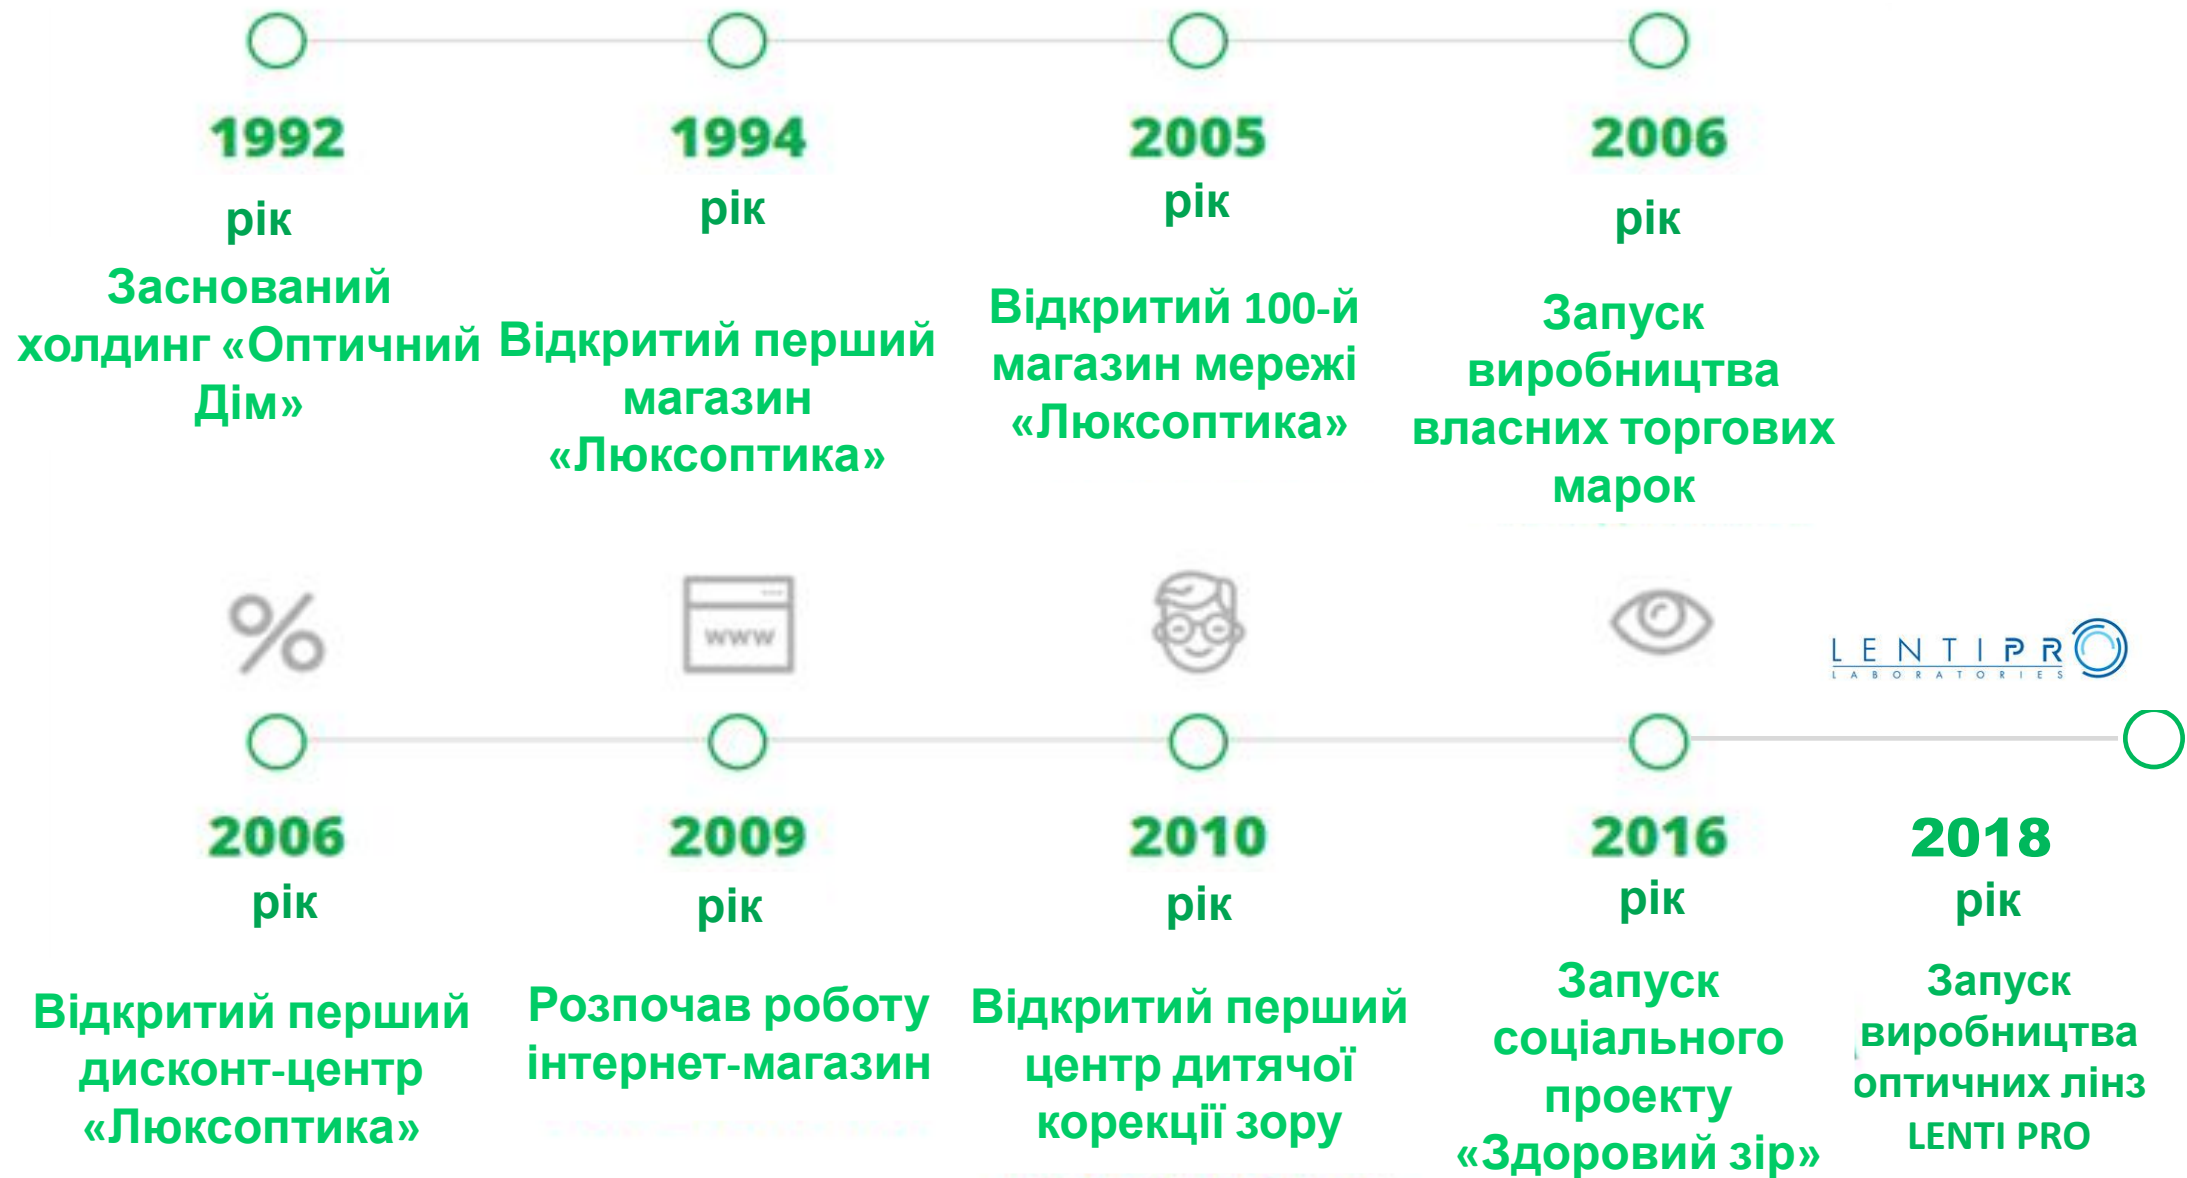 1992
рік
Заснований
холдинг «Оптичний
Дім»
1994
рік
Відкритий перший
магазин
«Люксоптика»
2005
рік
Відкритий 100-й
магазин мережі
«Люксоптика»
2006
рік
Запуск
виробництва
власних торгових
марок
www
LENTIPRO
LABORATORIES
2006
рік
Відкритий перший
дисконт-центр
«Люксоптика»
2009
рік
Розпочав роботу
інтернет-магазин
2010
рік
Відкритий перший
центр дитячої
корекції зору
2016
рік
Запуск
соціального
проекту
«Здоровий зір»
2018
рік
Запуск
виробництва
оптичних лінз
LENTI PRO